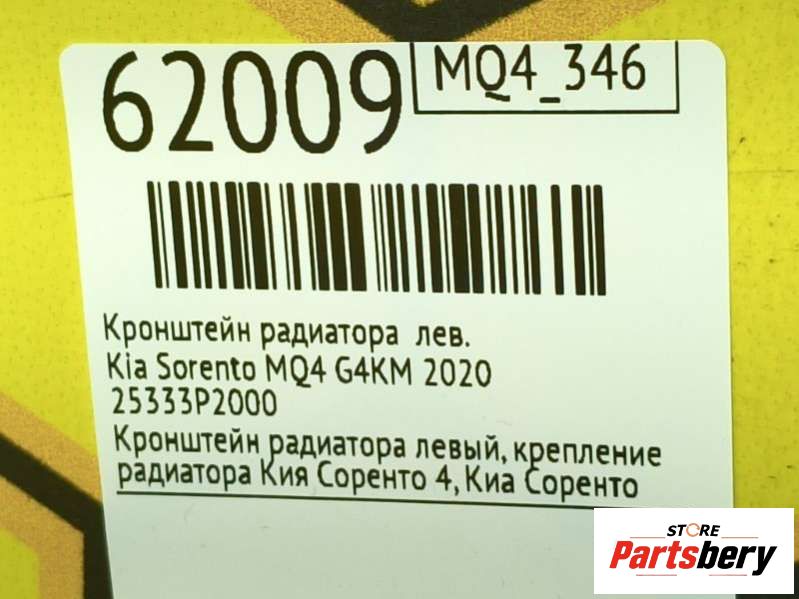 62009
MQ4_346
Кронштейн радиатора лев.
Kia Sorento MQ4 G4KM 2020
25333P2000
Кронштейн радиатора левый, крепление
радиатора Кия Соренто 4, Киа Соренто
STORE
Partsbery